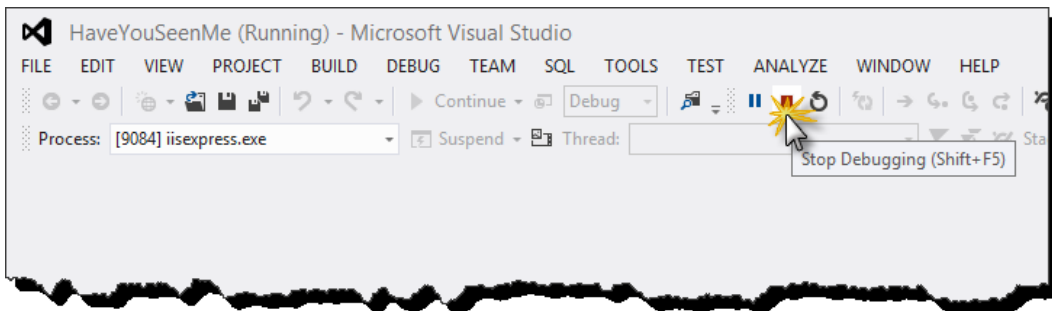 HaveYouSeenMe (Running) - Microsoft Visual Studio
FILE EDIT VIEW PROJECT BUILD DEBUG TEAM SQL TOOLS TEST ANALYZE WINDOW HELP
Continue Debug
Process: [9084] iisexpress.exe Suspend Thread:
Stop Debugging (Shift+F5)